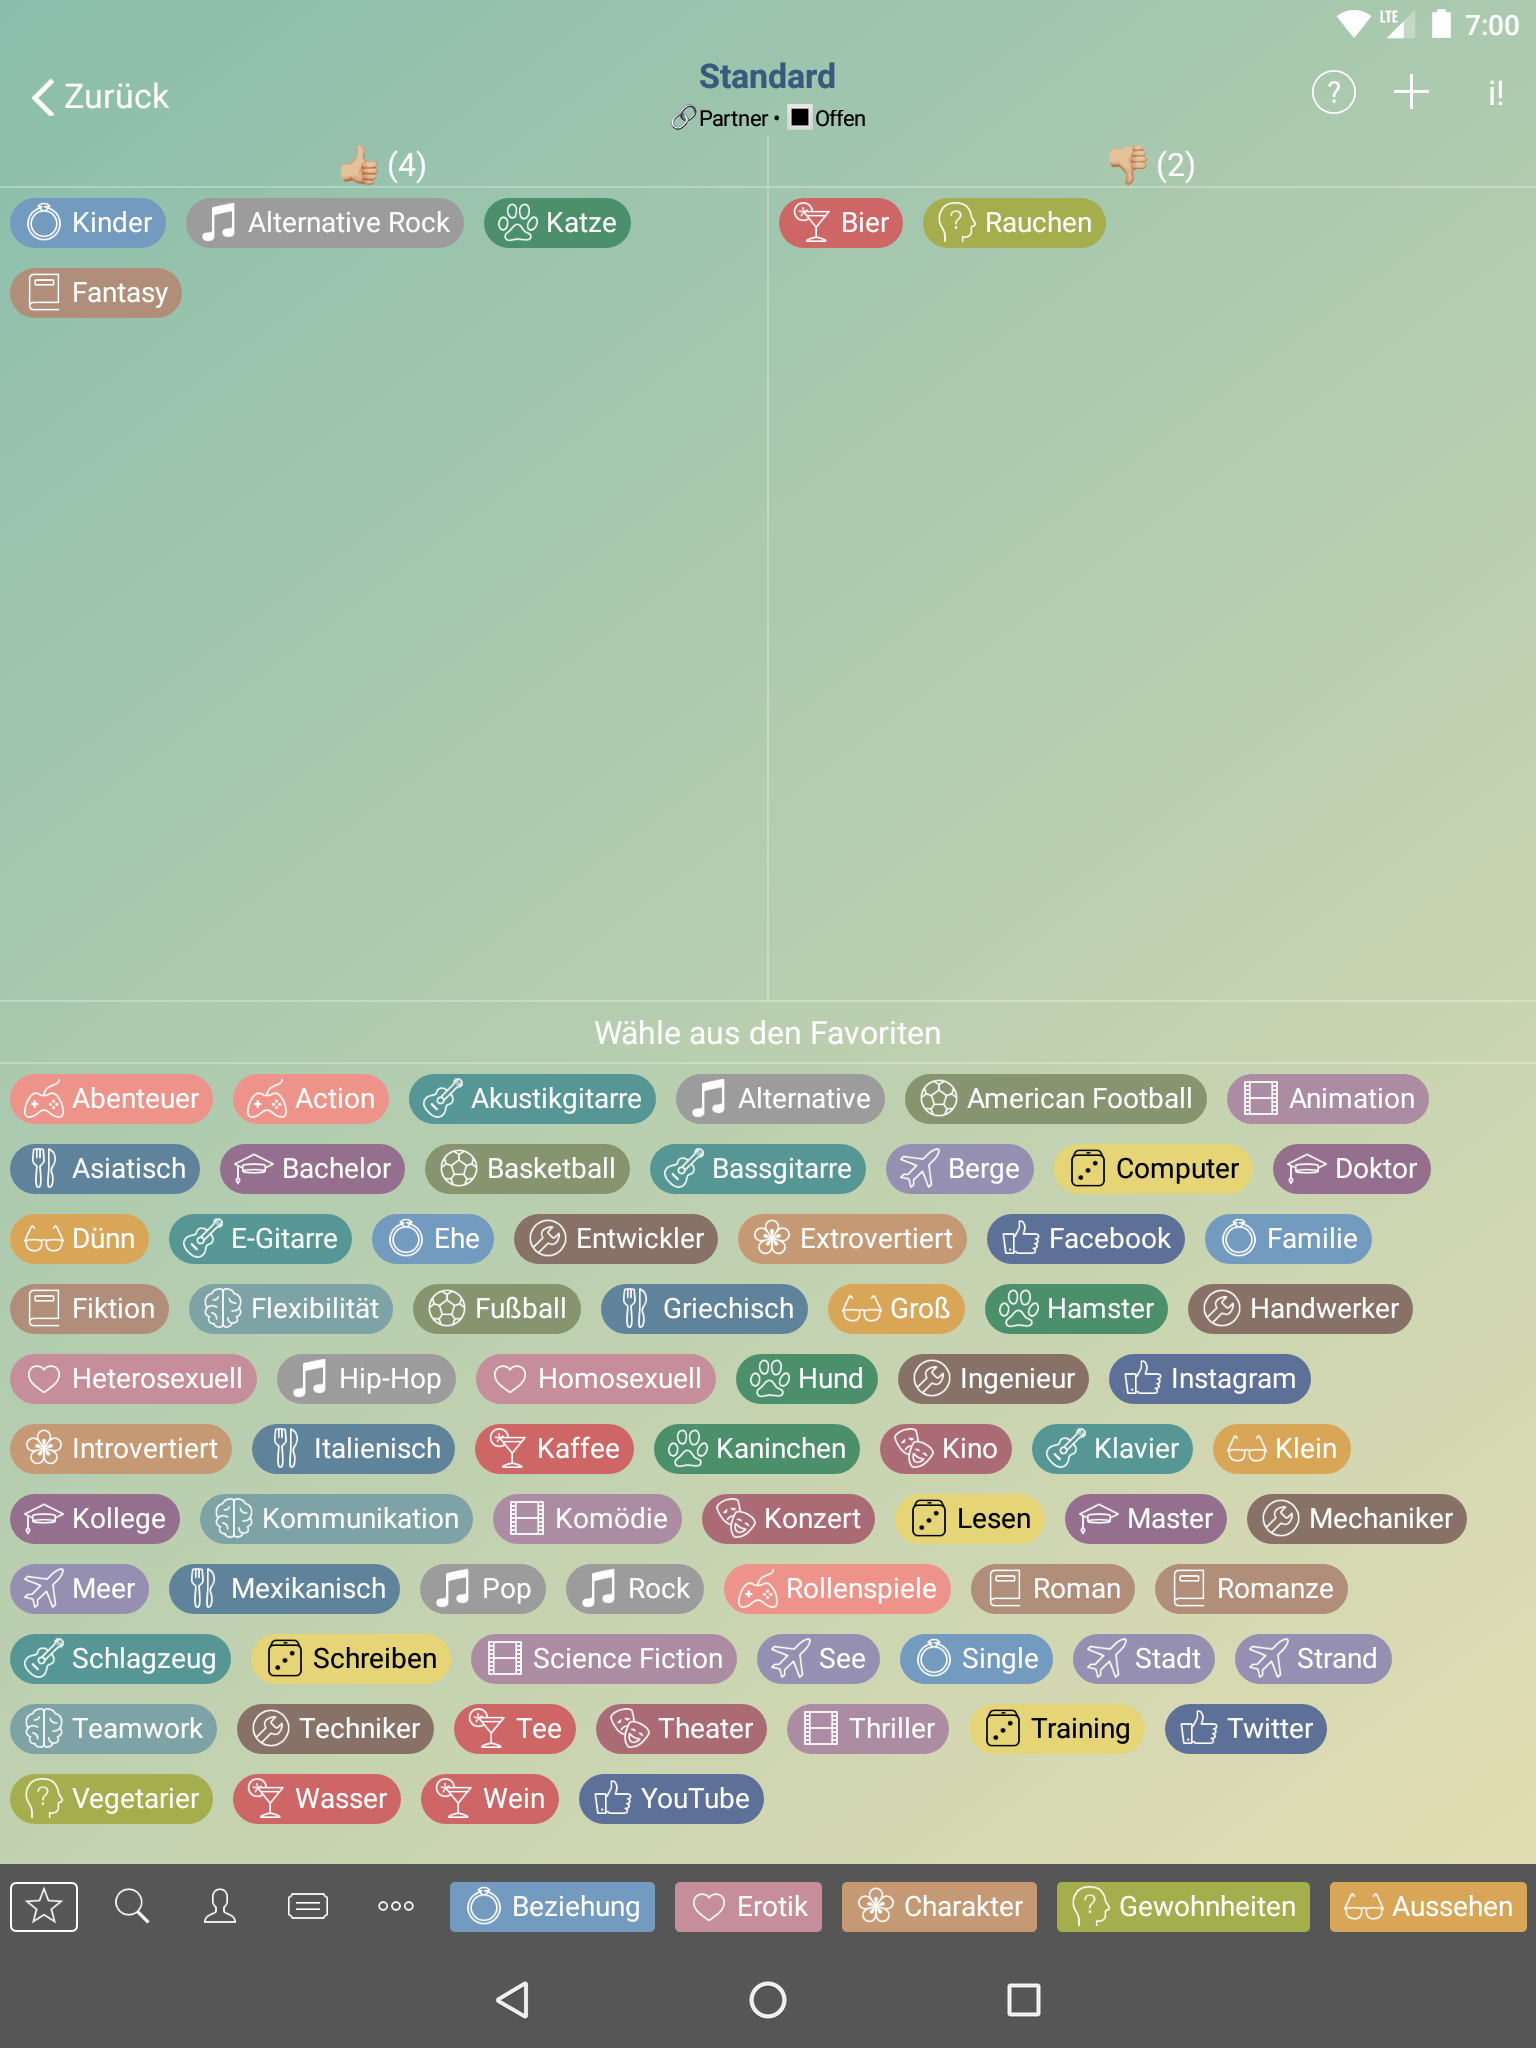 LTE 7:00
Zurück
Standard
? i!
Partner • Offen
(4)
(2)
Kinder Alternative Rock Katze
Fantasy
Bier Rauchen
Wähle aus den Favoriten
Abenteuer Action Akustikgitarre Alternative American Football Animation
Asiatisch Bachelor Basketball Bassgitarre Berge Computer Doktor
Dünn E-Gitarre Ehe Entwickler Extrovertiert Facebook Familie
Fiktion Flexibilität Fußball Griechisch Groß Hamster Handwerker
Heterosexuell Hip-Hop Homosexuell Hund Ingenieur Instagram
Introvertiert Italienisch Kaffee Kaninchen Kino Klavier Klein
Kollege Kommunikation Komödie Konzert Lesen Master Mechaniker
Meer Mexikanisch Pop Rock Rollenspiele Roman Romanze
Schlagzeug Schreiben Science Fiction See Single Stadt Strand
Teamwork Techniker Tee Theater Thriller Training Twitter
Vegetarier Wasser Wein YouTube
Beziehung Erotik Charakter Gewohnheiten Aussehen